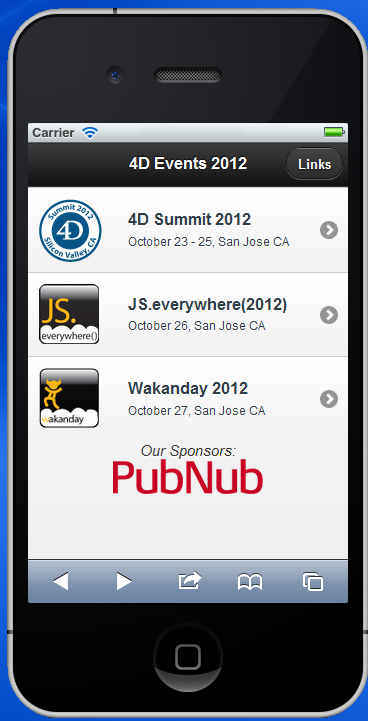 Carrier
4D Events 2012
Links
Summit 2012
4D
Silicon Valley, CA
4D Summit 2012
October 23 - 25, San Jose CA
JS.
everywhere()
JS.everywhere(2012)
October 26, San Jose CA
wakanday
Wakanday 2012
October 27, San Jose CA
Our Sponsors:
PubNub